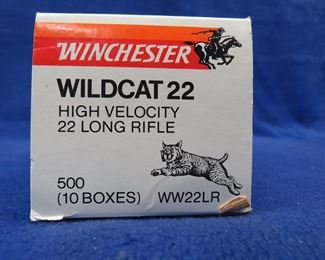 WINCHESTER
WILDCAT 22
HIGH VELOCITY
22 LONG RIFLE
500
(10 BOXES) WW22LR